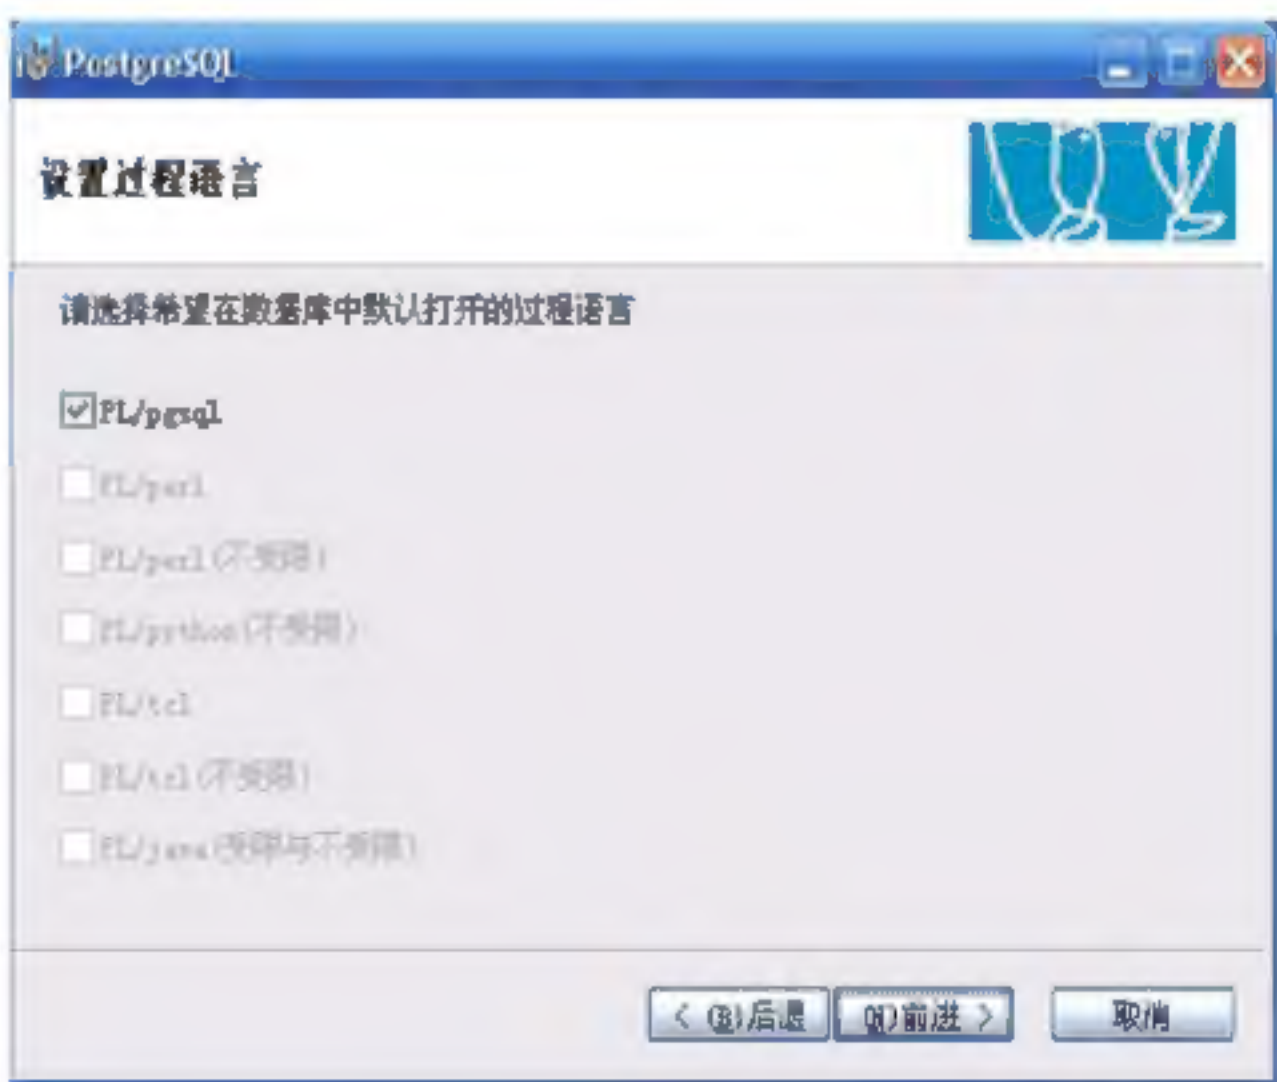 PostgreSQL
设置过程语言
请选择希望在数据库中默认打开的过程语言
PL/pgsql
PL/perl
PL/perl(不受限)
PL/python(不受限)
PL/tcl
PL/tcl(不受限)
PL/java(受限与不受限)
< (B)后退 (N)前进 > 取消